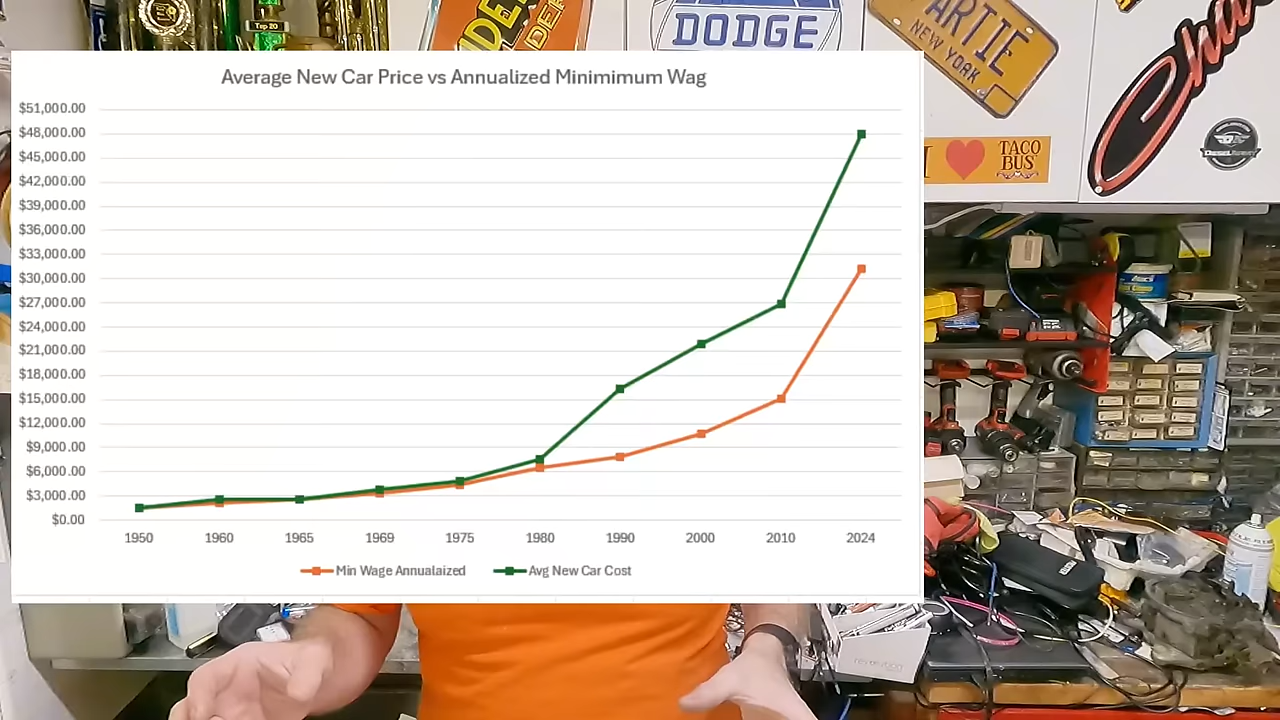 Top 20
DODGE
ARTIE
NEW YORK
I
TACO
BUS
Average New Car Price vs Annualized Minimimum Wag
$51,000.00
$48,000.00
$45,000.00
$42,000.00
$39,000.00
$36,000.00
$33,000.00
$30,000.00
$27,000.00
$24,000.00
$21,000.00
$18,000.00
$15,000.00
$12,000.00
$9,000.00
$6,000.00
$3,000.00
$0.00
1950 1960 1965 1969 1975 1980 1990 2000 2010 2024
Min Wage Annualaized Avg New Car Cost